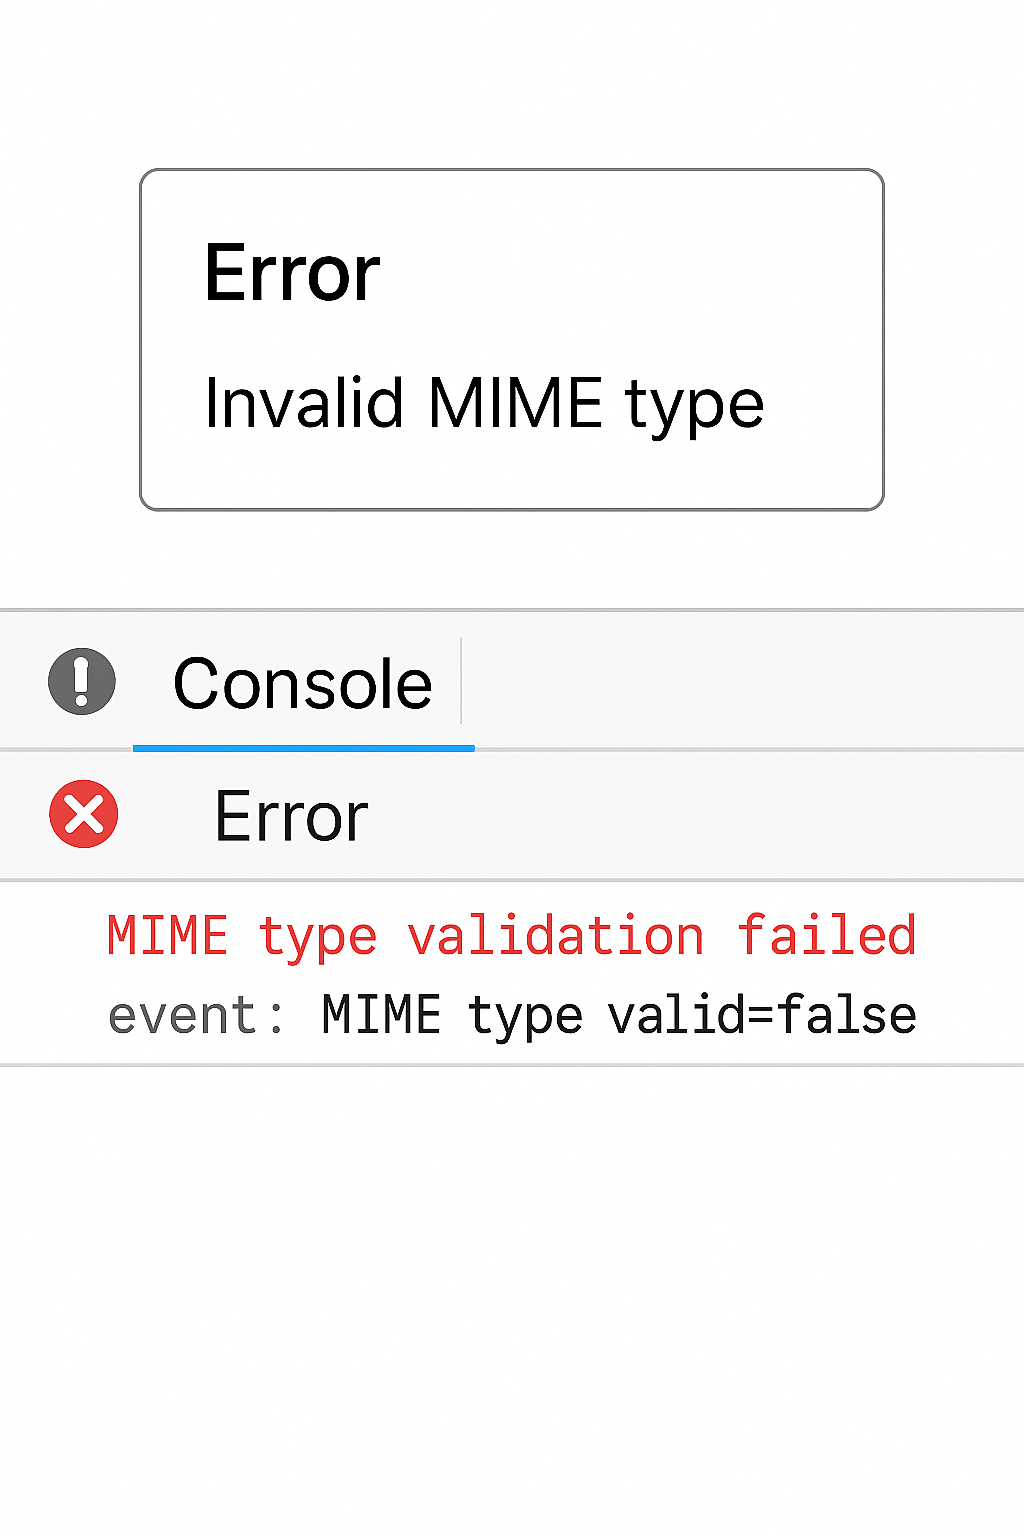 Error
Invalid MIME type
Console
Error
MIME type validation failed
event: MIME type valid=false